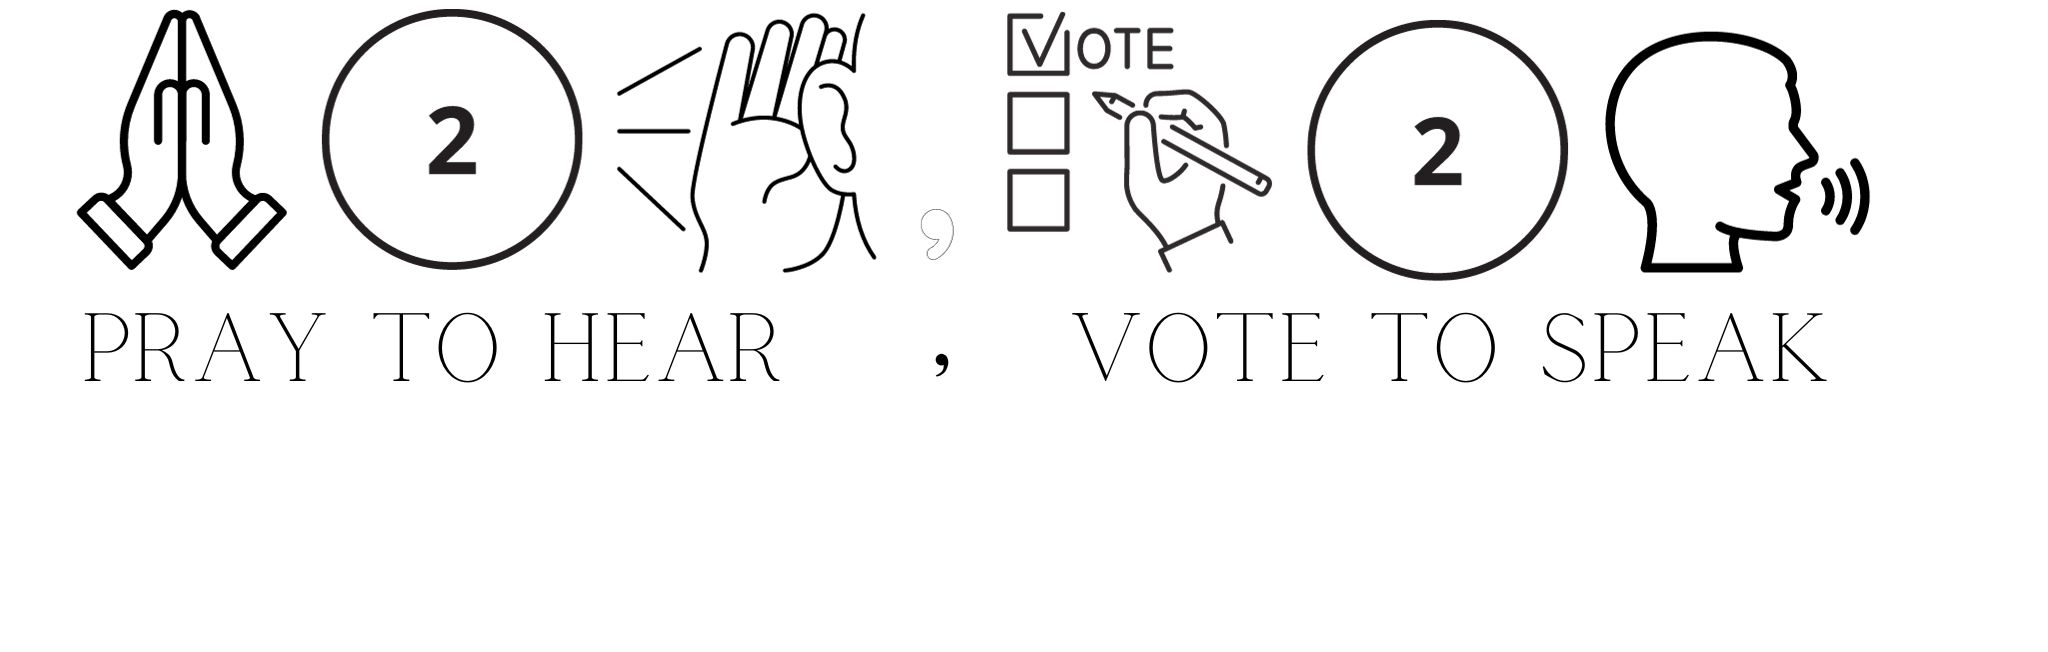 2 , VOTE 2
PRAY TO HEAR , VOTE TO SPEAK